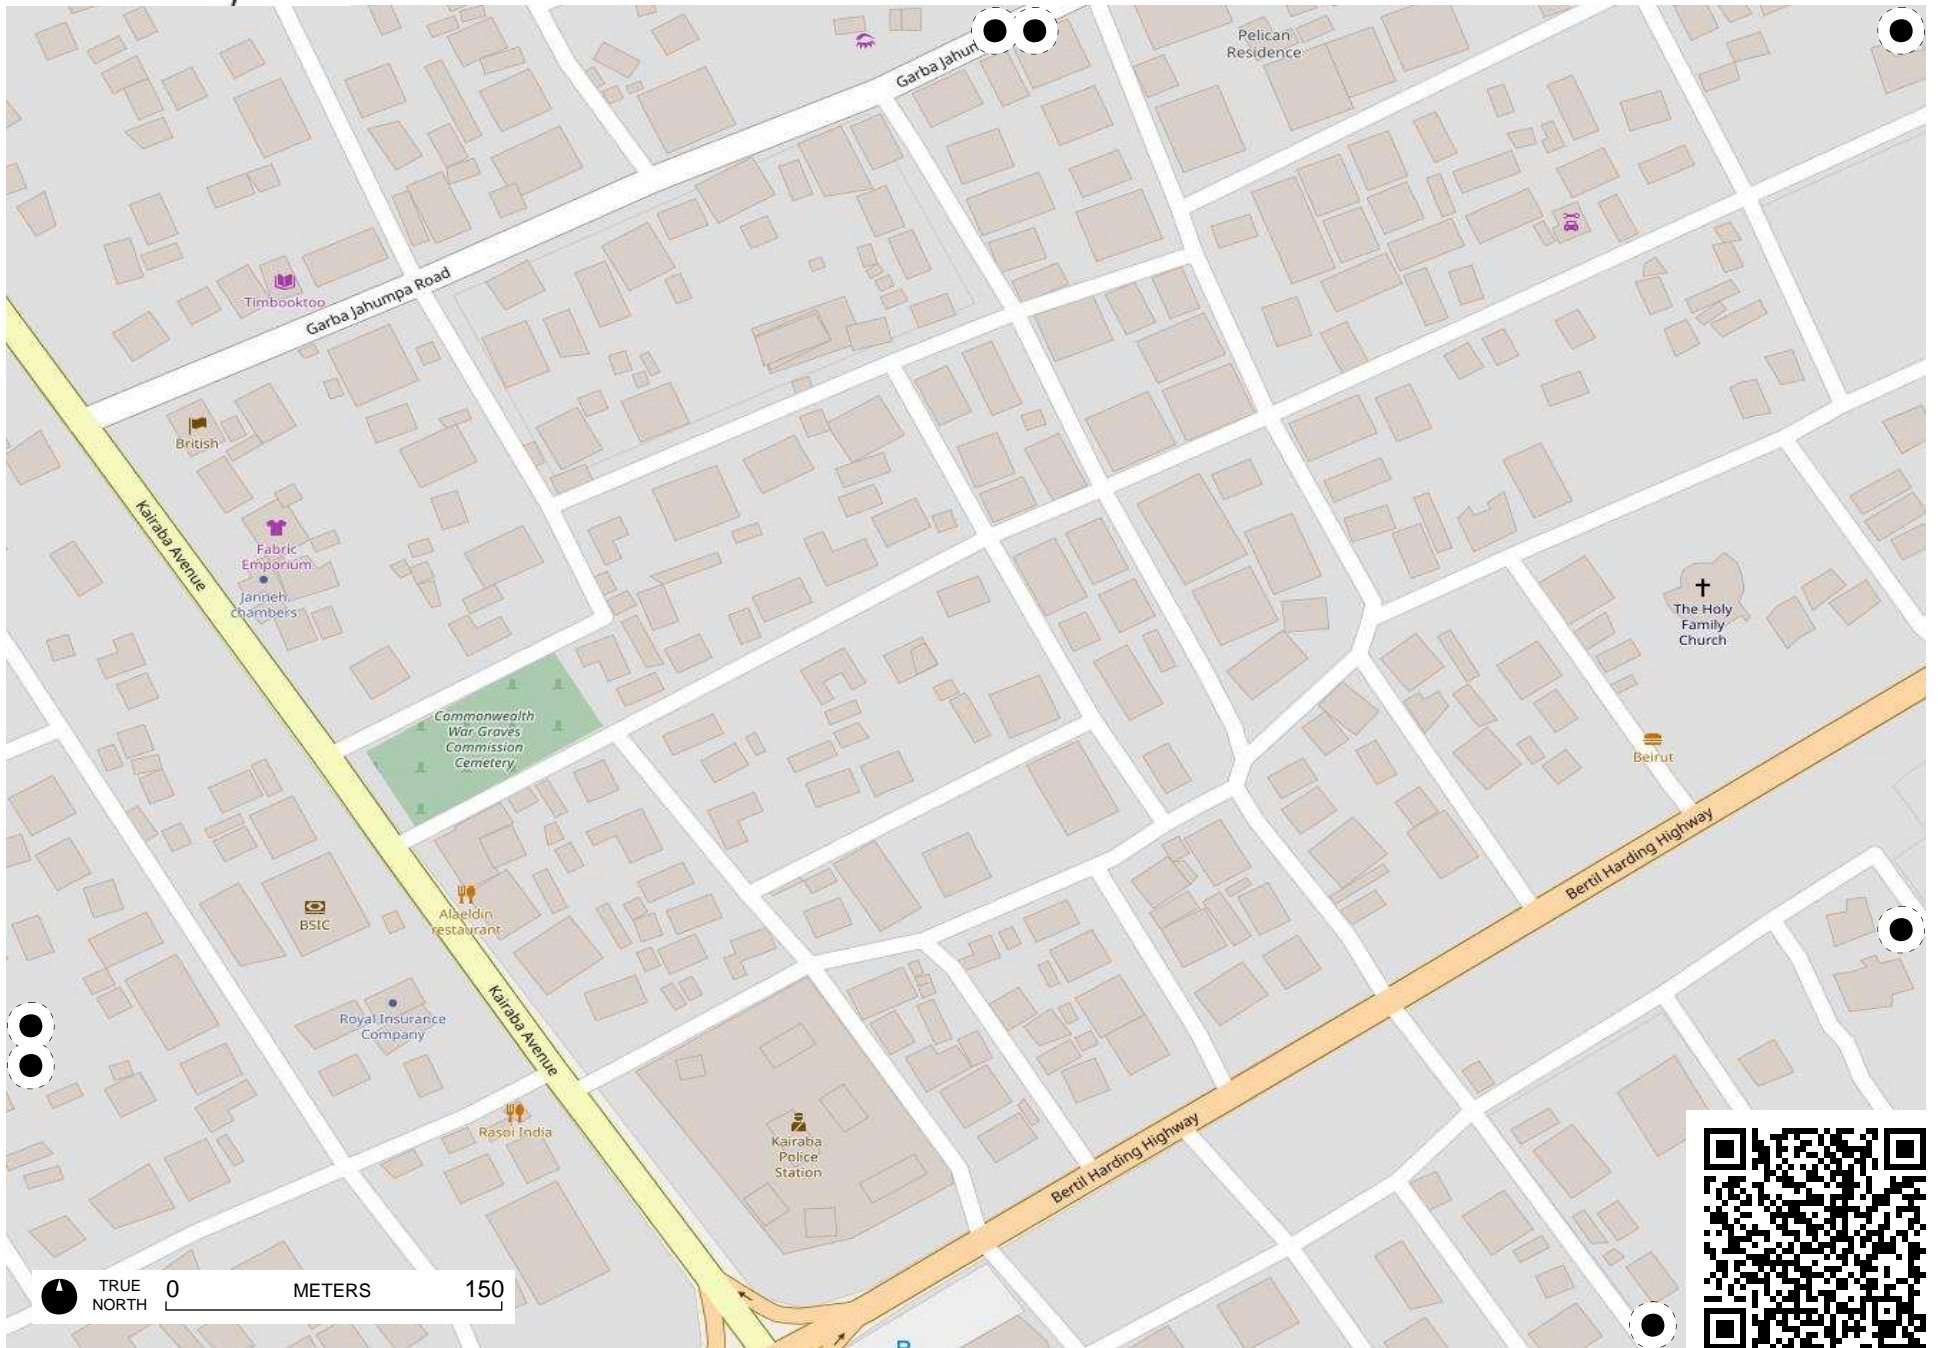 Pelican
Residence
Garba Jahun
Timbooktoo
Garba Jahumpa Road
British
Kairaba Avenue
Fabric
Emporium
Janneh
chambers
The Holy
Family
Church
Commonwealth
War Graves
Commission
Cemetery
Beirut
Bertil Harding Highway
Alaeldin
restaurant
BSIC
Kairaba Avenue
Royal Insurance
Company
Rasoi India
Kairaba
Police
Station
Bertil Harding Highway
TRUE
NORTH
0 METERS 150